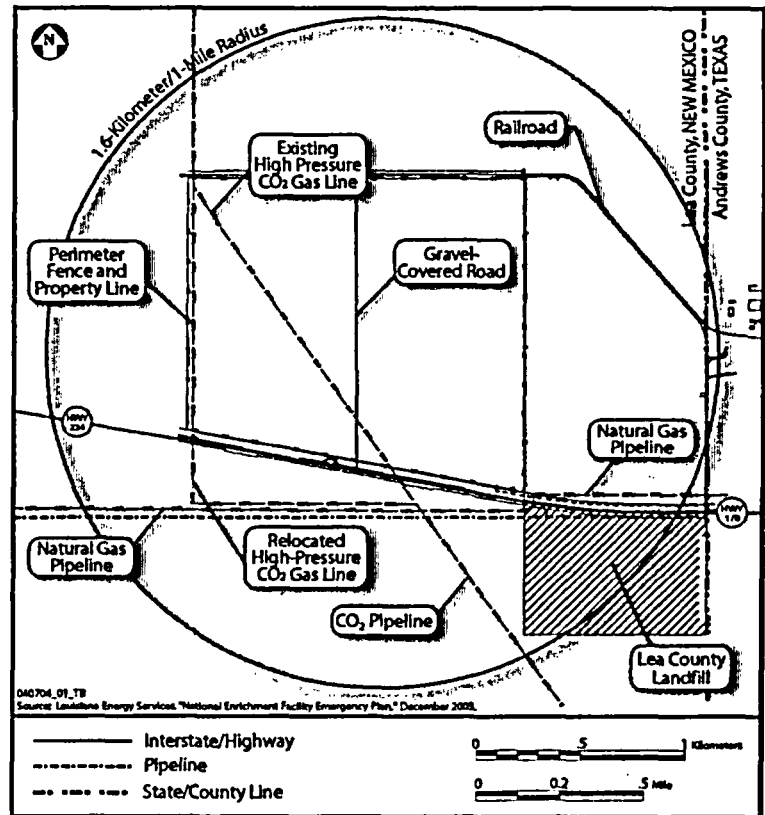 N
1.6-Kilometer/1-Mile Radius
Lea County, NEW MEXICO
Andrews County, TEXAS
Railroad
Existing
High Pressure
CO₂ Gas Line
Perimeter
Fence and
Property Line
Gravel-
Covered Road
HWY
234
Natural Gas
Pipeline
HWY
176
Natural Gas
Pipeline
Relocated
High-Pressure
CO₂ Gas Line
CO₂ Pipeline
Lea County
Landfill
040704_01_TB
Source: Louisiana Energy Services, "National Enrichment Facility Emergency Plan," December 2003.
Interstate/Highway
Pipeline
State/County Line
0 .5 1 Kilometers
0 0.2 .5 Mile